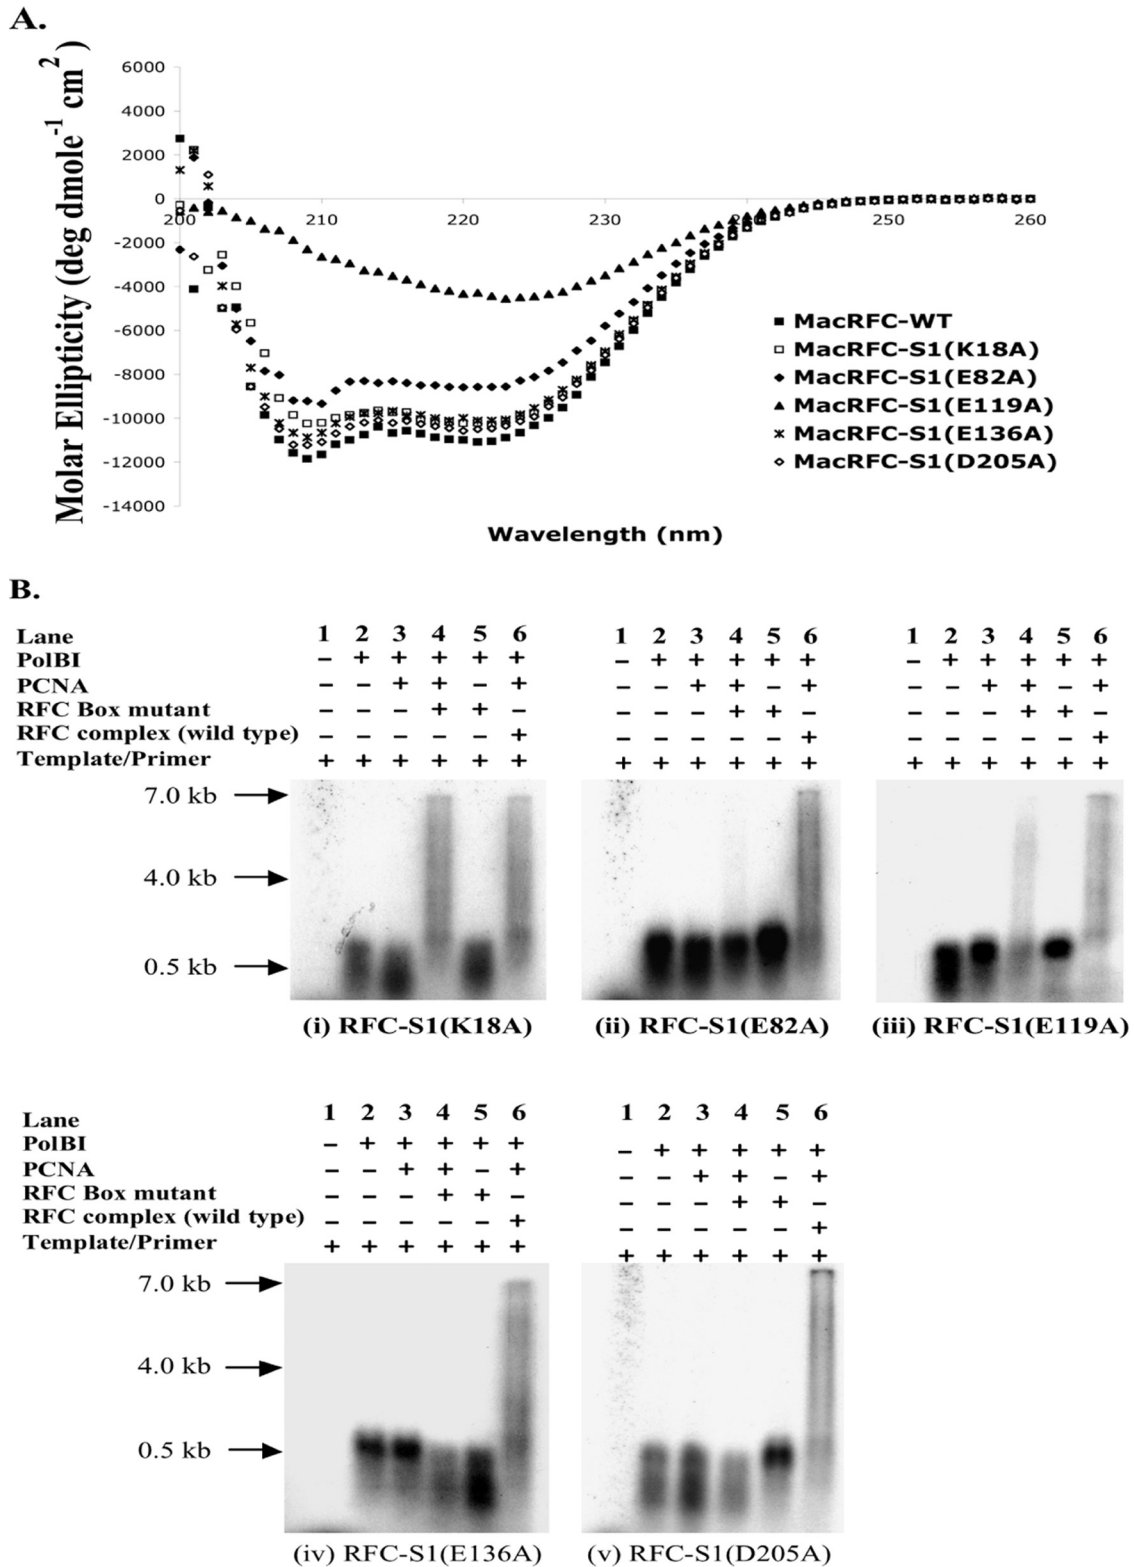 A.
Molar Ellipticity (deg dmole-1 cm2)
6000
4000
2000
0
-2000
-4000
-6000
-8000
-10000
-12000
-14000
200 210 220 230 240 250 260
MacRFC-WT
MacRFC-S1(K18A)
MacRFC-S1(E82A)
MacRFC-S1(E119A)
MacRFC-S1(E136A)
MacRFC-S1(D205A)
Wavelength (nm)
B.
Lane 1 2 3 4 5 6 1 2 3 4 5 6 1 2 3 4 5 6
PolBI – + + + + + – + + + + + – + + + + +
PCNA – – + + – + – – + + – + – – + + – +
RFC Box mutant – – – + + – – – – + + – – – – + + –
RFC complex (wild type) – – – – – + – – – – – + – – – – – +
Template/Primer + + + + + + + + + + + + + + + + + +
7.0 kb
4.0 kb
0.5 kb
(i) RFC-S1(K18A) (ii) RFC-S1(E82A) (iii) RFC-S1(E119A)
Lane 1 2 3 4 5 6 1 2 3 4 5 6
PolBI – + + + + + – + + + + +
PCNA – – + + – + – – + + – +
RFC Box mutant – – – + + – – – – + + –
RFC complex (wild type) – – – – – + – – – – – +
Template/Primer + + + + + + + + + + + +
7.0 kb
4.0 kb
0.5 kb
(iv) RFC-S1(E136A) (v) RFC-S1(D205A)